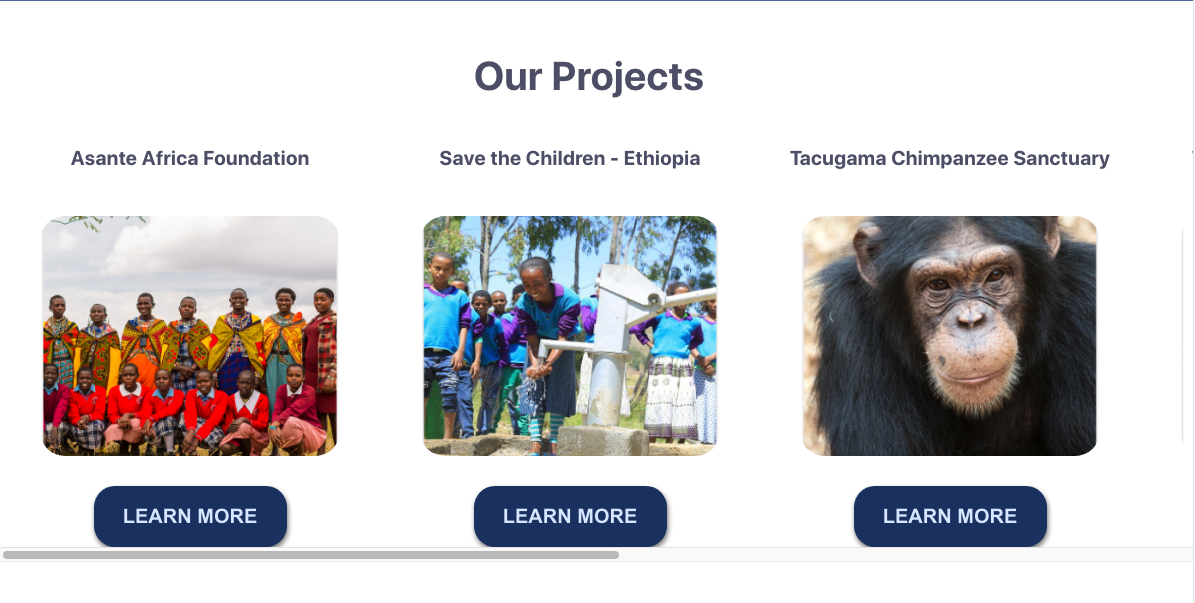 Our Projects
Asante Africa Foundation
Save the Children - Ethiopia
Tacugama Chimpanzee Sanctuary
LEARN MORE
LEARN MORE
LEARN MORE